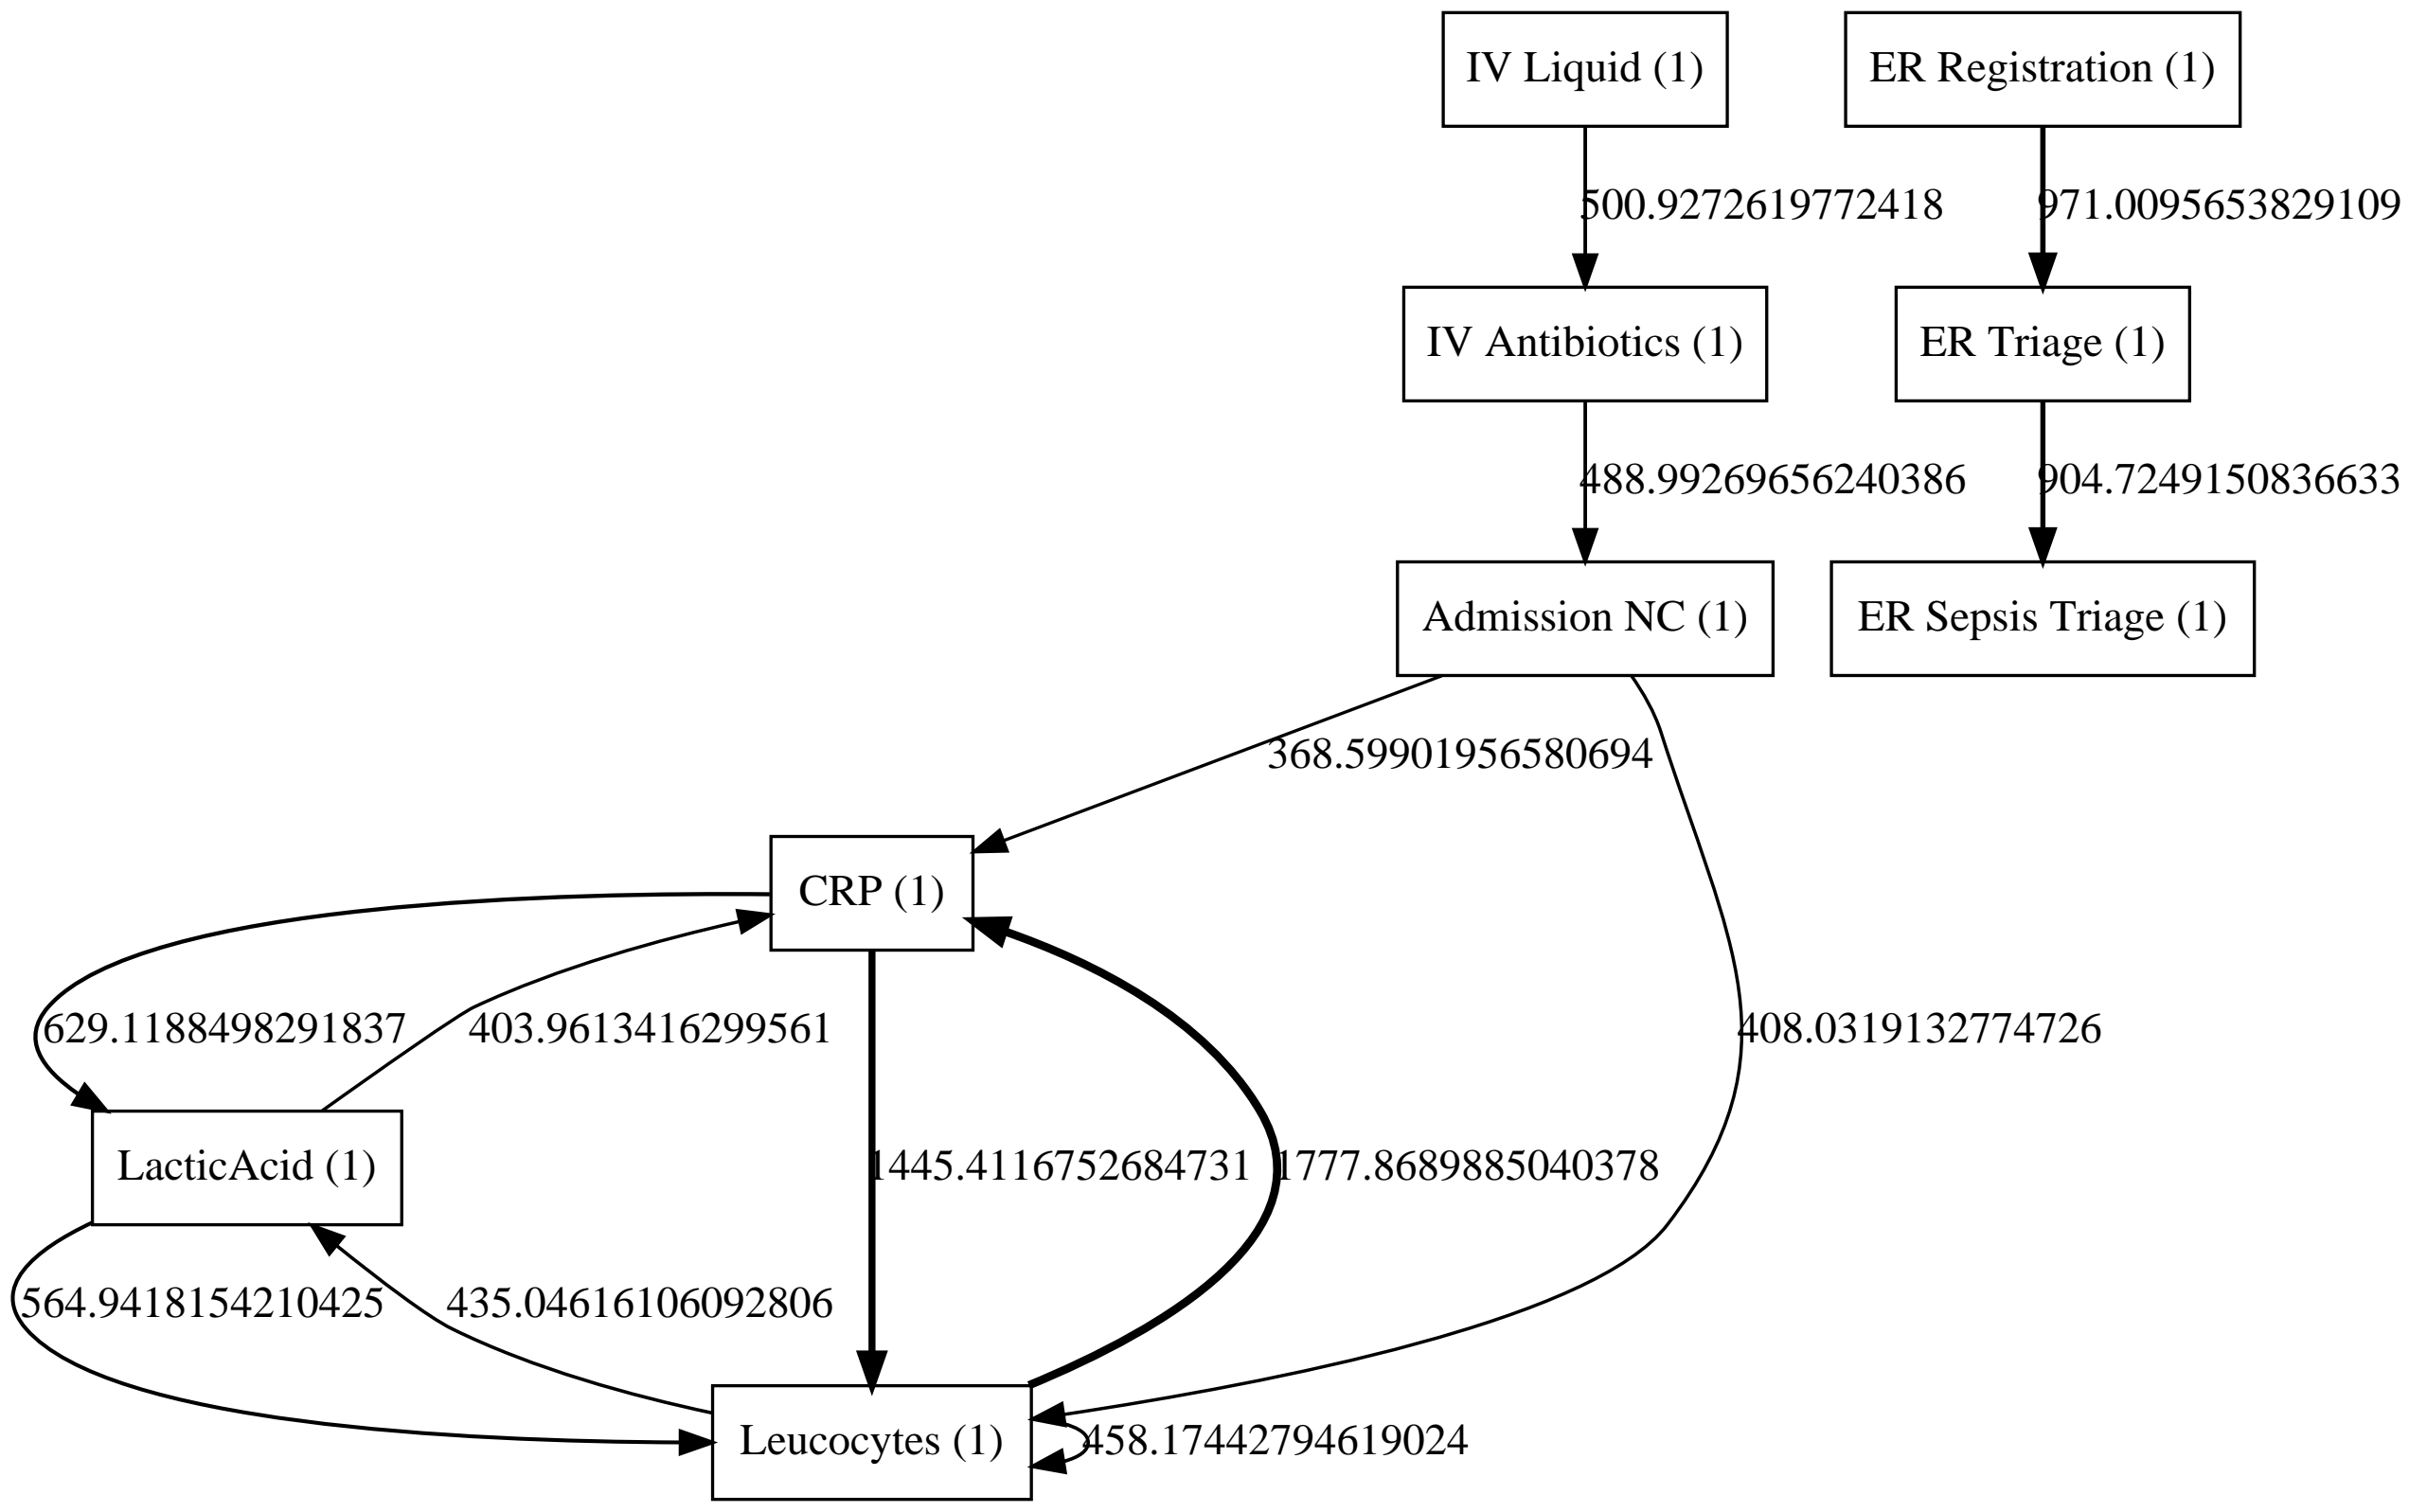 IV Liquid (1)
ER Registration (1)
500.9272619772418
971.0095653829109
IV Antibiotics (1)
ER Triage (1)
488.99269656240386
904.7249150836633
Admission NC (1)
ER Sepsis Triage (1)
368.59901956580694
CRP (1)
629.1188498291837
403.9613416299561
408.0319132774726
LacticAcid (1)
1445.4116752684731
1777.8689885040378
564.9418154210425
435.04616106092806
Leucocytes (1)
458.17442794619024